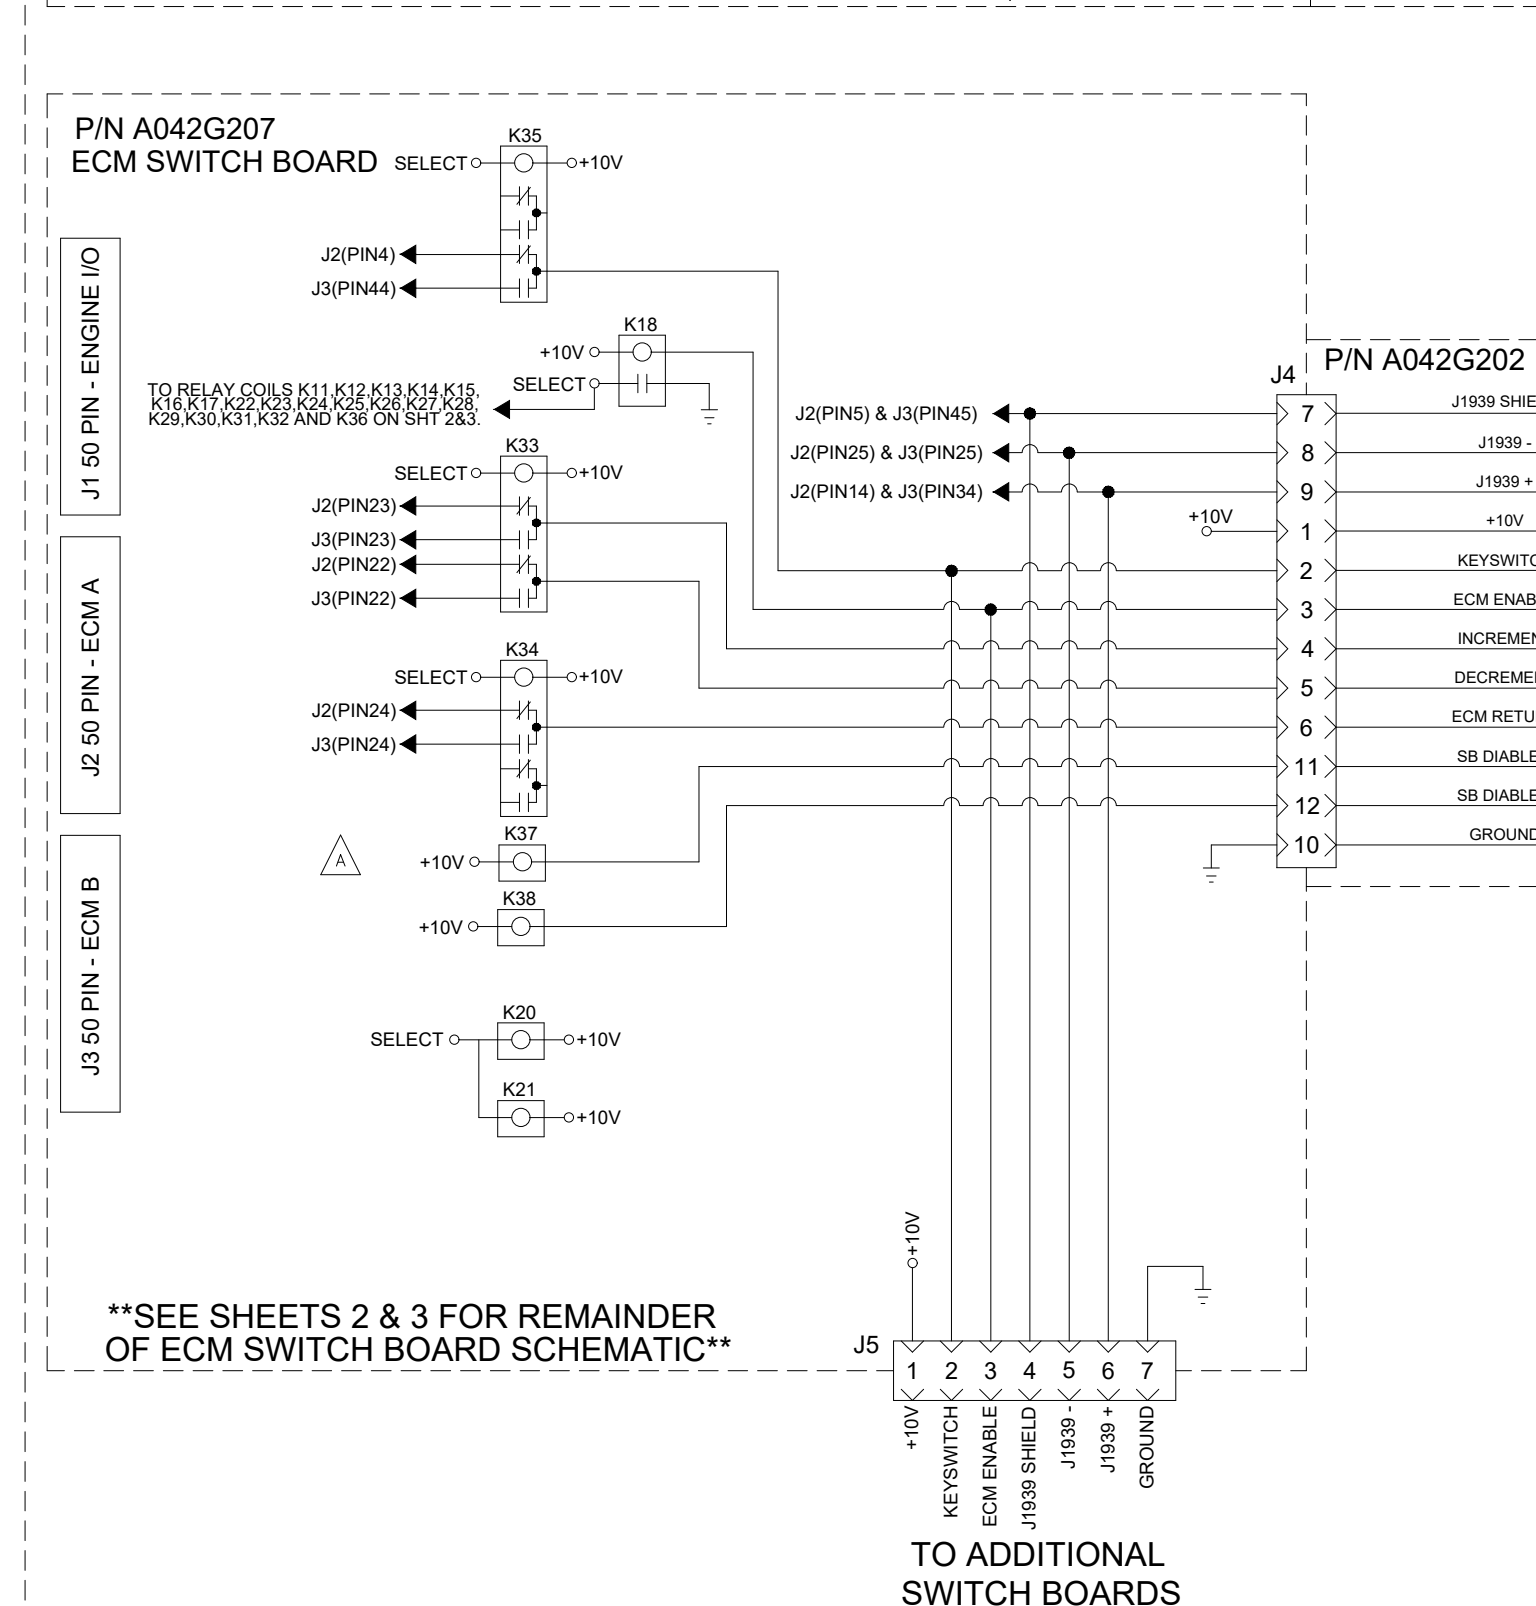 P/N A042G207
ECM SWITCH BOARD
K35
SELECT
+10V
J2(PIN4)
J3(PIN44)
K18
+10V
SELECT
TO RELAY COILS K11,K12,K13,K14,K15,
K16,K17,K22,K23,K24,K25,K26,K27,K28,
K29,K30,K31,K32 AND K36 ON SHT 2&3.
K33
SELECT
+10V
J2(PIN23)
J3(PIN23)
J2(PIN22)
J3(PIN22)
K34
SELECT
+10V
J2(PIN24)
J3(PIN24)
A
K37
+10V
K38
+10V
K20
SELECT
+10V
K21
+10V
J1 50 PIN - ENGINE I/O
J2 50 PIN - ECM A
J3 50 PIN - ECM B
P/N A042G202
J4
J2(PIN5) & J3(PIN45)
7
J1939 SHIE
J2(PIN25) & J3(PIN25)
8
J1939 -
J2(PIN14) & J3(PIN34)
9
J1939 +
+10V
1
+10V
2
KEYSWITC
3
ECM ENAB
4
INCREMEN
5
DECREME
6
ECM RETU
11
SB DIABLE
12
SB DIABLE
10
GROUND
**SEE SHEETS 2 & 3 FOR REMAINDER
OF ECM SWITCH BOARD SCHEMATIC**
+10V
J5
1 2 3 4 5 6 7
+10V
KEYSWITCH
ECM ENABLE
J1939 SHIELD
J1939 -
J1939 +
GROUND
TO ADDITIONAL
SWITCH BOARDS